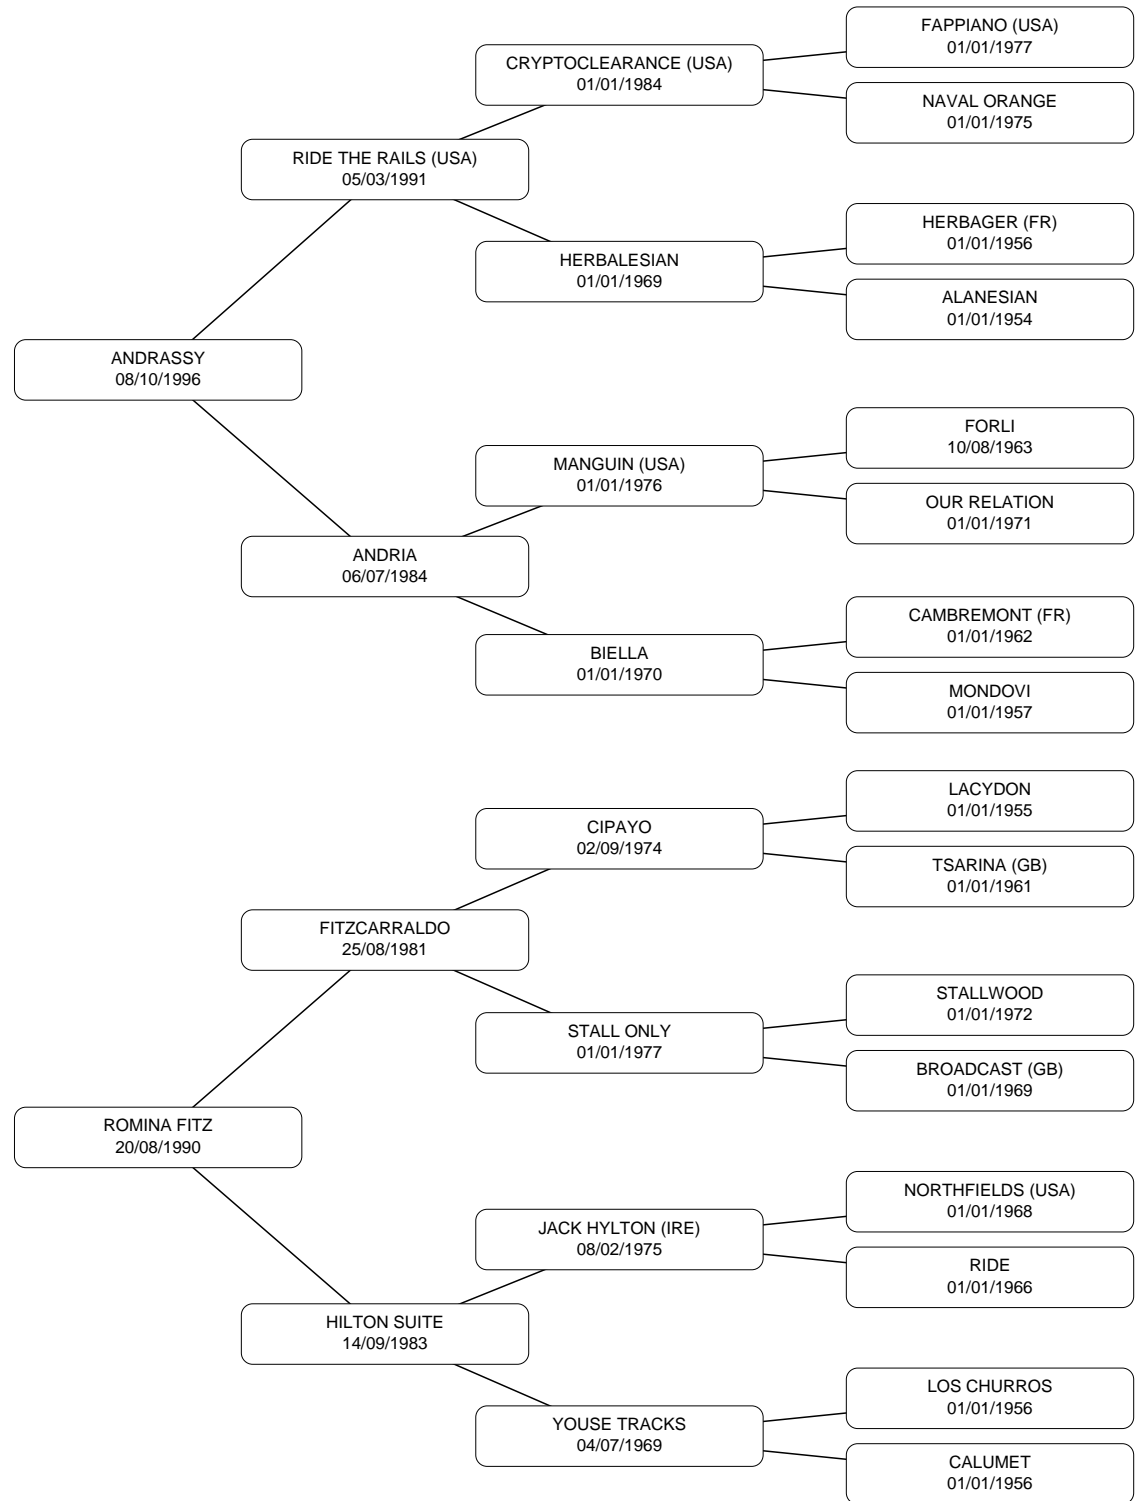 FAPPIANO (USA)
01/01/1977
CRYPTOCLEARANCE (USA)
01/01/1984
NAVAL ORANGE
01/01/1975
RIDE THE RAILS (USA)
05/03/1991
HERBAGER (FR)
01/01/1956
HERBALESIAN
01/01/1969
ALANESIAN
01/01/1954
ANDRASSY
08/10/1996
FORLI
10/08/1963
MANGUIN (USA)
01/01/1976
OUR RELATION
01/01/1971
ANDRIA
06/07/1984
CAMBREMONT (FR)
01/01/1962
BIELLA
01/01/1970
MONDOVI
01/01/1957
LACYDON
01/01/1955
CIPAYO
02/09/1974
TSARINA (GB)
01/01/1961
FITZCARRALDO
25/08/1981
STALLWOOD
01/01/1972
STALL ONLY
01/01/1977
BROADCAST (GB)
01/01/1969
ROMINA FITZ
20/08/1990
NORTHFIELDS (USA)
01/01/1968
JACK HYLTON (IRE)
08/02/1975
RIDE
01/01/1966
HILTON SUITE
14/09/1983
LOS CHURROS
01/01/1956
YOUSE TRACKS
04/07/1969
CALUMET
01/01/1956